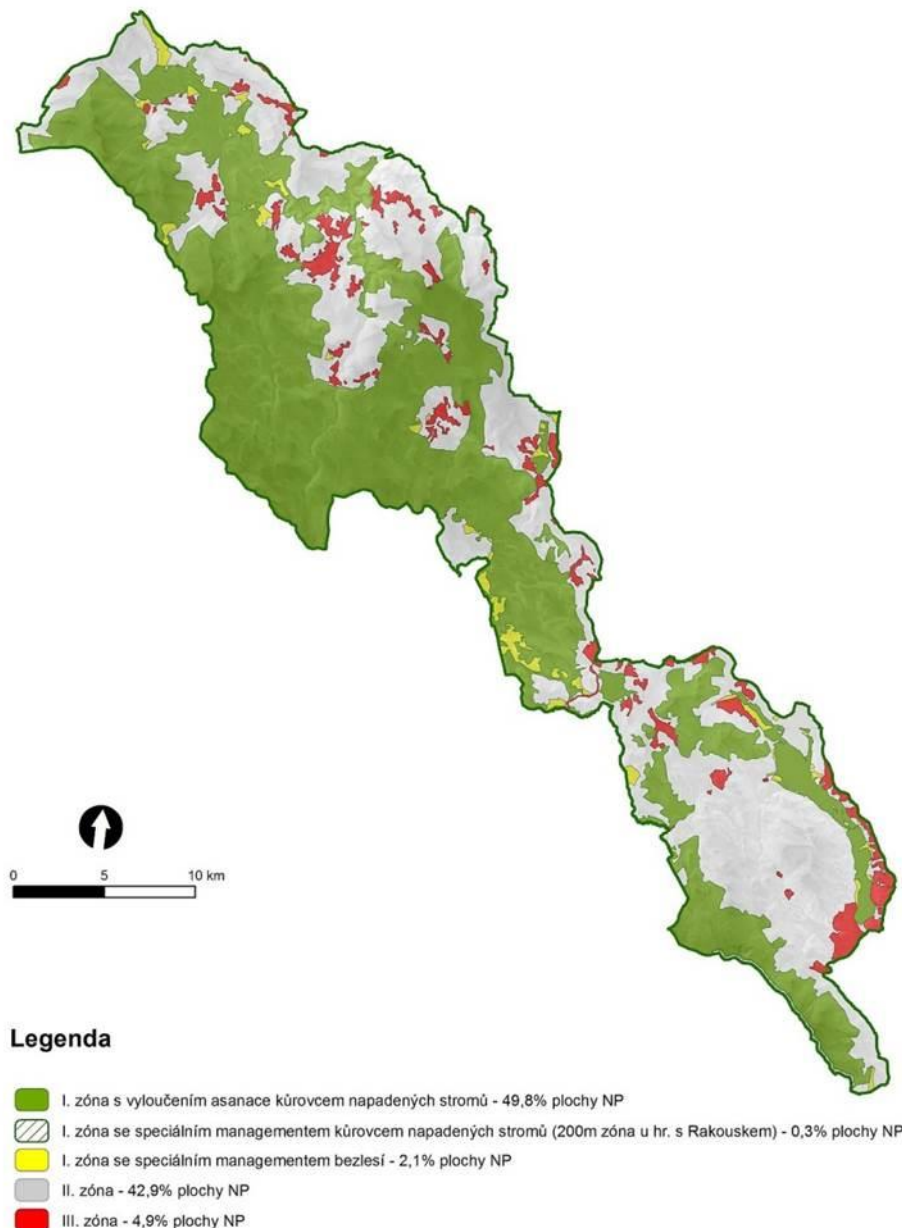 0 5 10 km
Legenda
I. zóna s vyloučením asanace kůrovcem napadených stromů - 49,8% plochy NP
I. zóna se speciálním managementem kůrovcem napadených stromů (200m zóna u hr. s Rakouskem) - 0,3% plochy NP
I. zóna se speciálním managementem bezlesí - 2,1% plochy NP
II. zóna - 42,9% plochy NP
III. zóna - 4,9% plochy NP